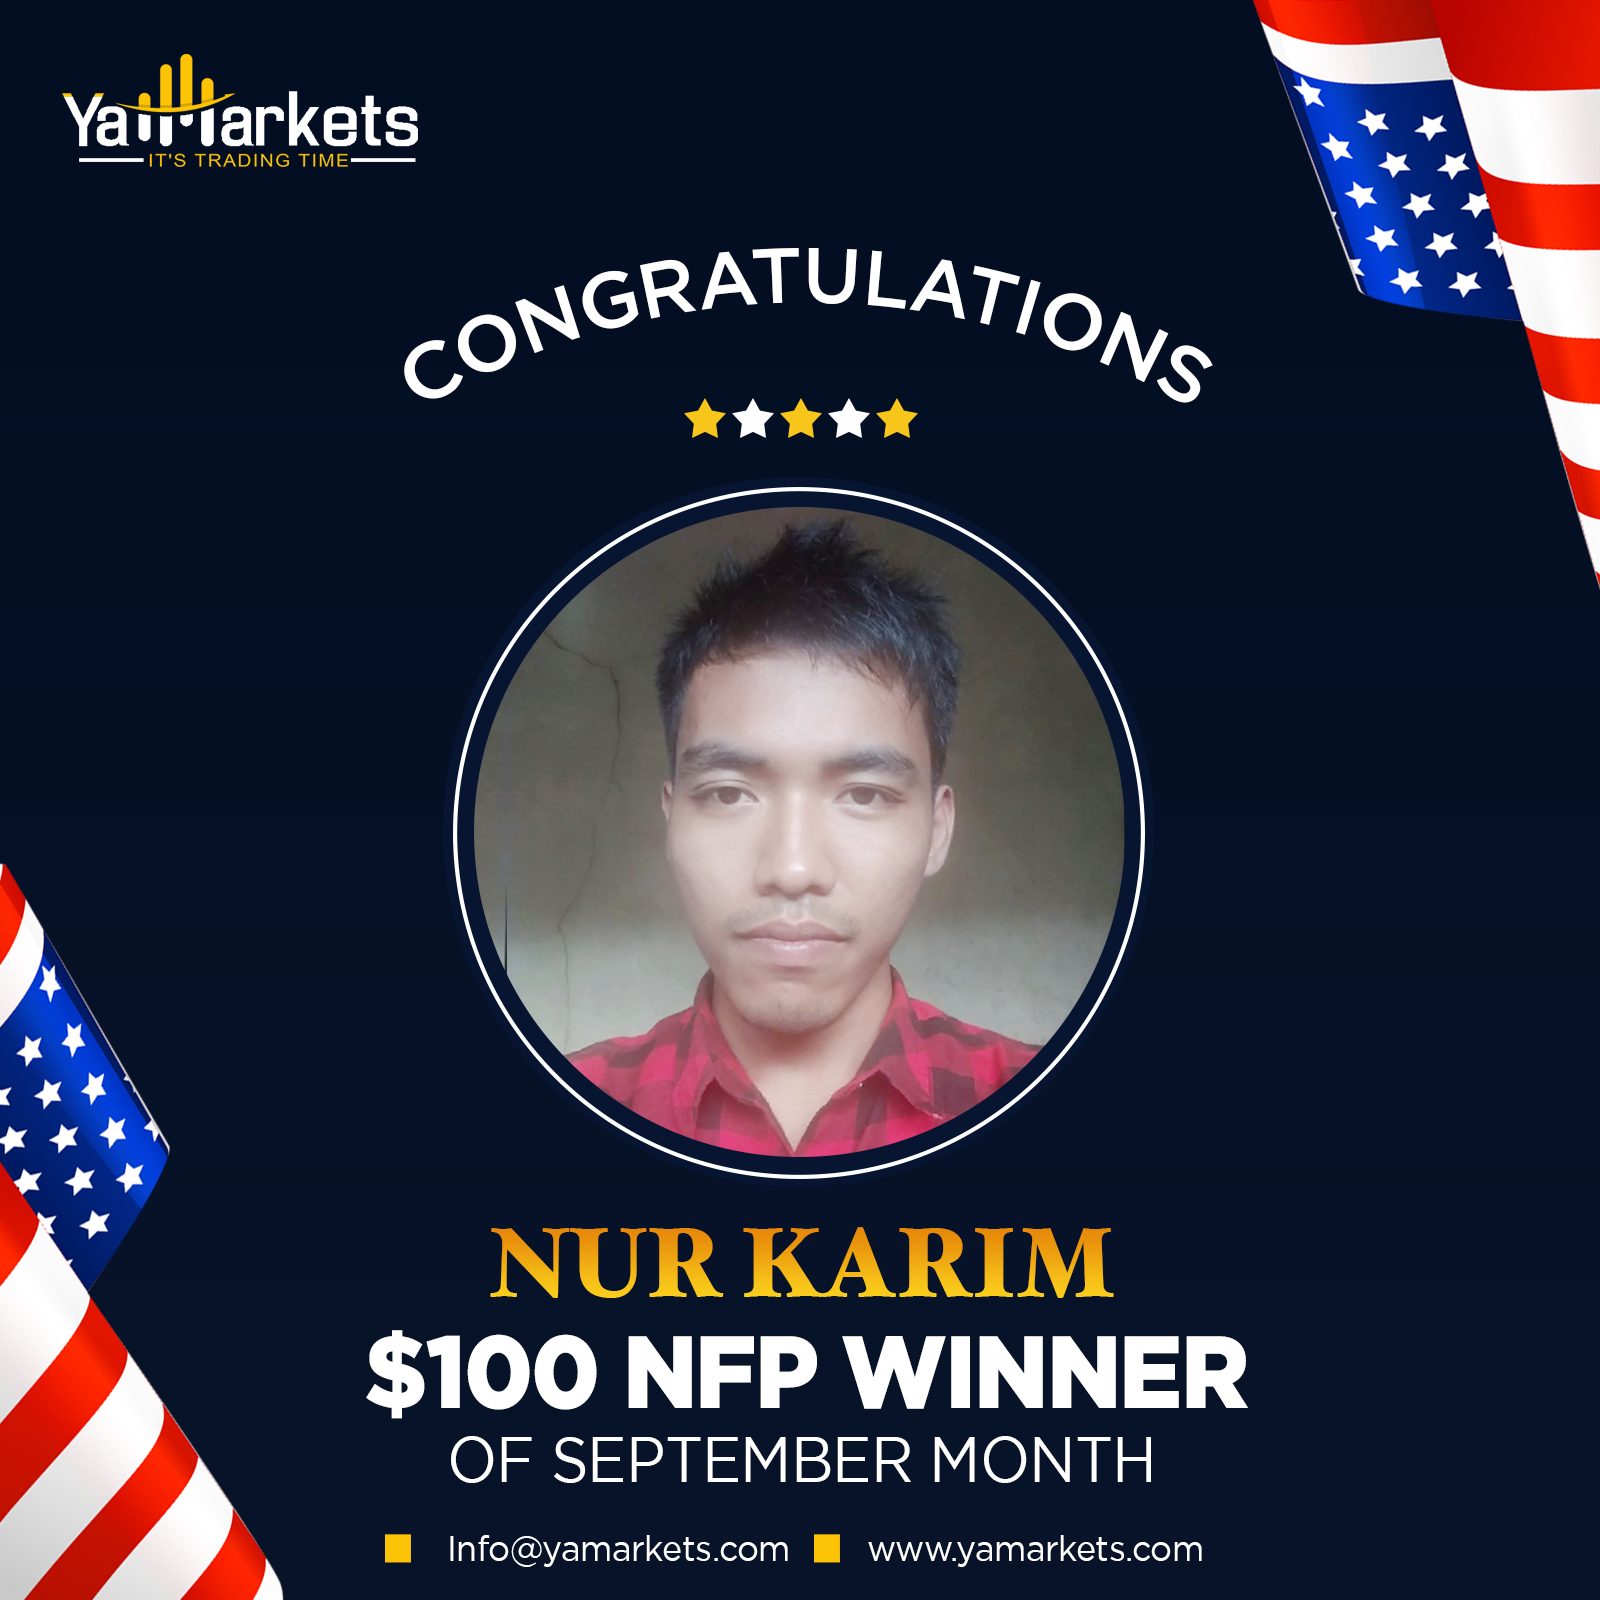 YaMarkets
IT'S TRADING TIME
CONGRATULATIONS
NUR KARIM
$100 NFP WINNER
OF SEPTEMBER MONTH
Info@yamarkets.com www.yamarkets.com